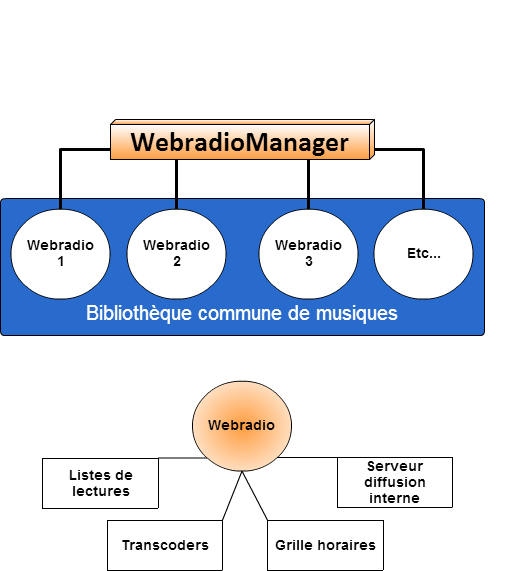 WebradioManager
Webradio
1
Webradio
2
Webradio
3
Etc...
Bibliothèque commune de musiques
Webradio
Listes de
lectures
Serveur
diffusion
interne
Transcoders
Grille horaires